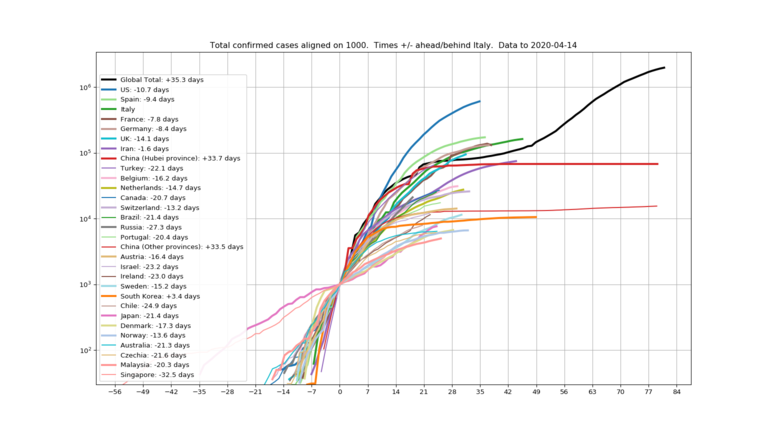 Total confirmed cases aligned on 1000.  Times +/- ahead/behind Italy.  Data to 2020-04-14
10⁶
10⁵
10⁴
10³
10²
Global Total: +35.3 days
US: -10.7 days
Spain: -9.4 days
Italy
France: -7.8 days
Germany: -8.4 days
UK: -14.1 days
Iran: -1.6 days
China (Hubei province): +33.7 days
Turkey: -22.1 days
Belgium: -16.2 days
Netherlands: -14.7 days
Canada: -20.7 days
Switzerland: -13.2 days
Brazil: -21.4 days
Russia: -27.3 days
Portugal: -20.4 days
China (Other provinces): +33.5 days
Austria: -16.4 days
Israel: -23.2 days
Ireland: -23.0 days
Sweden: -15.2 days
South Korea: +3.4 days
Chile: -24.9 days
Japan: -21.4 days
Denmark: -17.3 days
Norway: -13.6 days
Australia: -21.3 days
Czechia: -21.6 days
Malaysia: -20.3 days
Singapore: -32.5 days
−56 −49 −42 −35 −28 −21 −14 −7 0 7 14 21 28 35 42 49 56 63 70 77 84